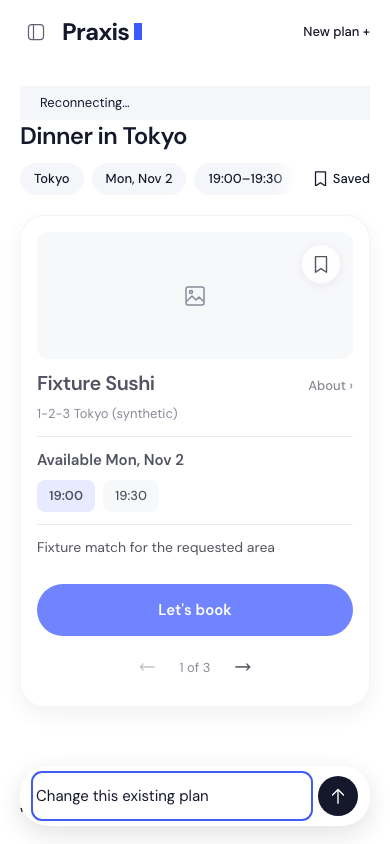 Praxis
New plan +
Reconnecting…
Dinner in Tokyo
Tokyo
Mon, Nov 2
19:00–19:30
Saved
Fixture Sushi
About ›
1-2-3 Tokyo (synthetic)
Available Mon, Nov 2
19:00
19:30
Fixture match for the requested area
Let's book
← 1 of 3 →
Change this existing plan